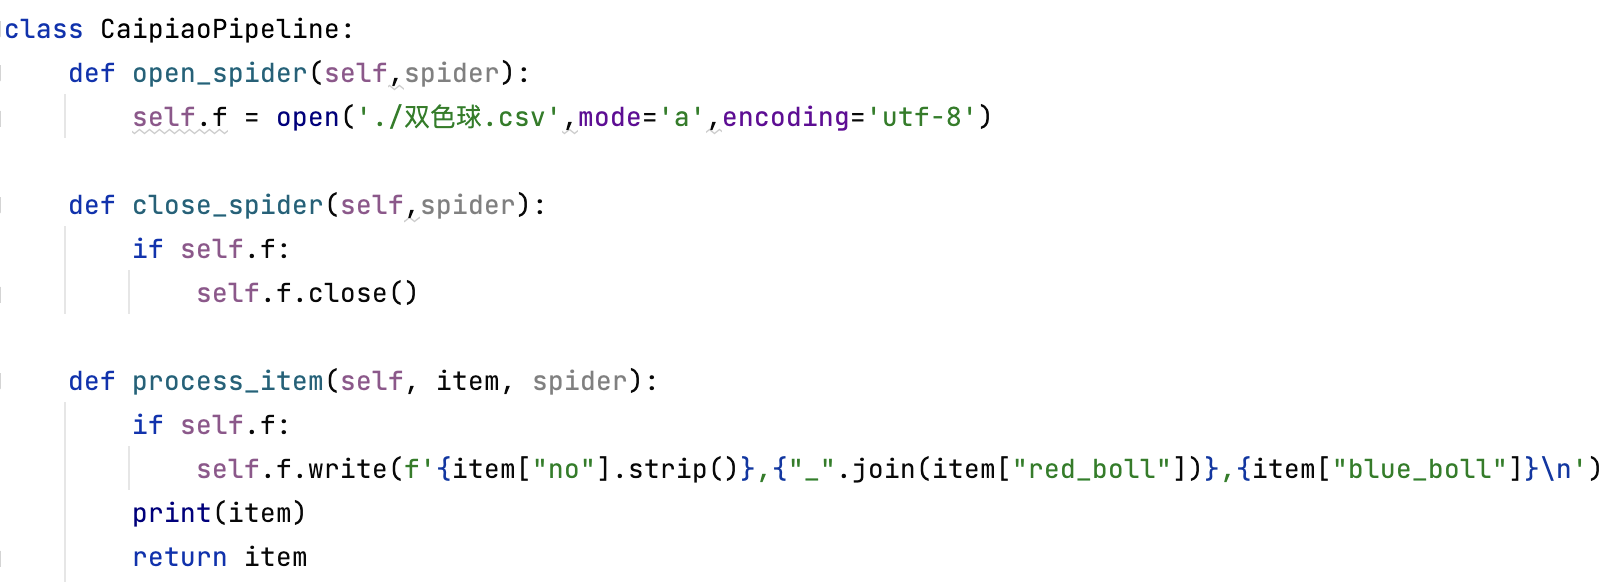 class CaipiaoPipeline:
    def open_spider(self,spider):
        self.f = open('./双色球.csv',mode='a',encoding='utf-8')
    def close_spider(self,spider):
        if self.f:
            self.f.close()
    def process_item(self, item, spider):
        if self.f:
            self.f.write(f'{item["no"].strip()},{"_".join(item["red_boll"])},{item["blue_boll"]}\n')
        print(item)
        return item